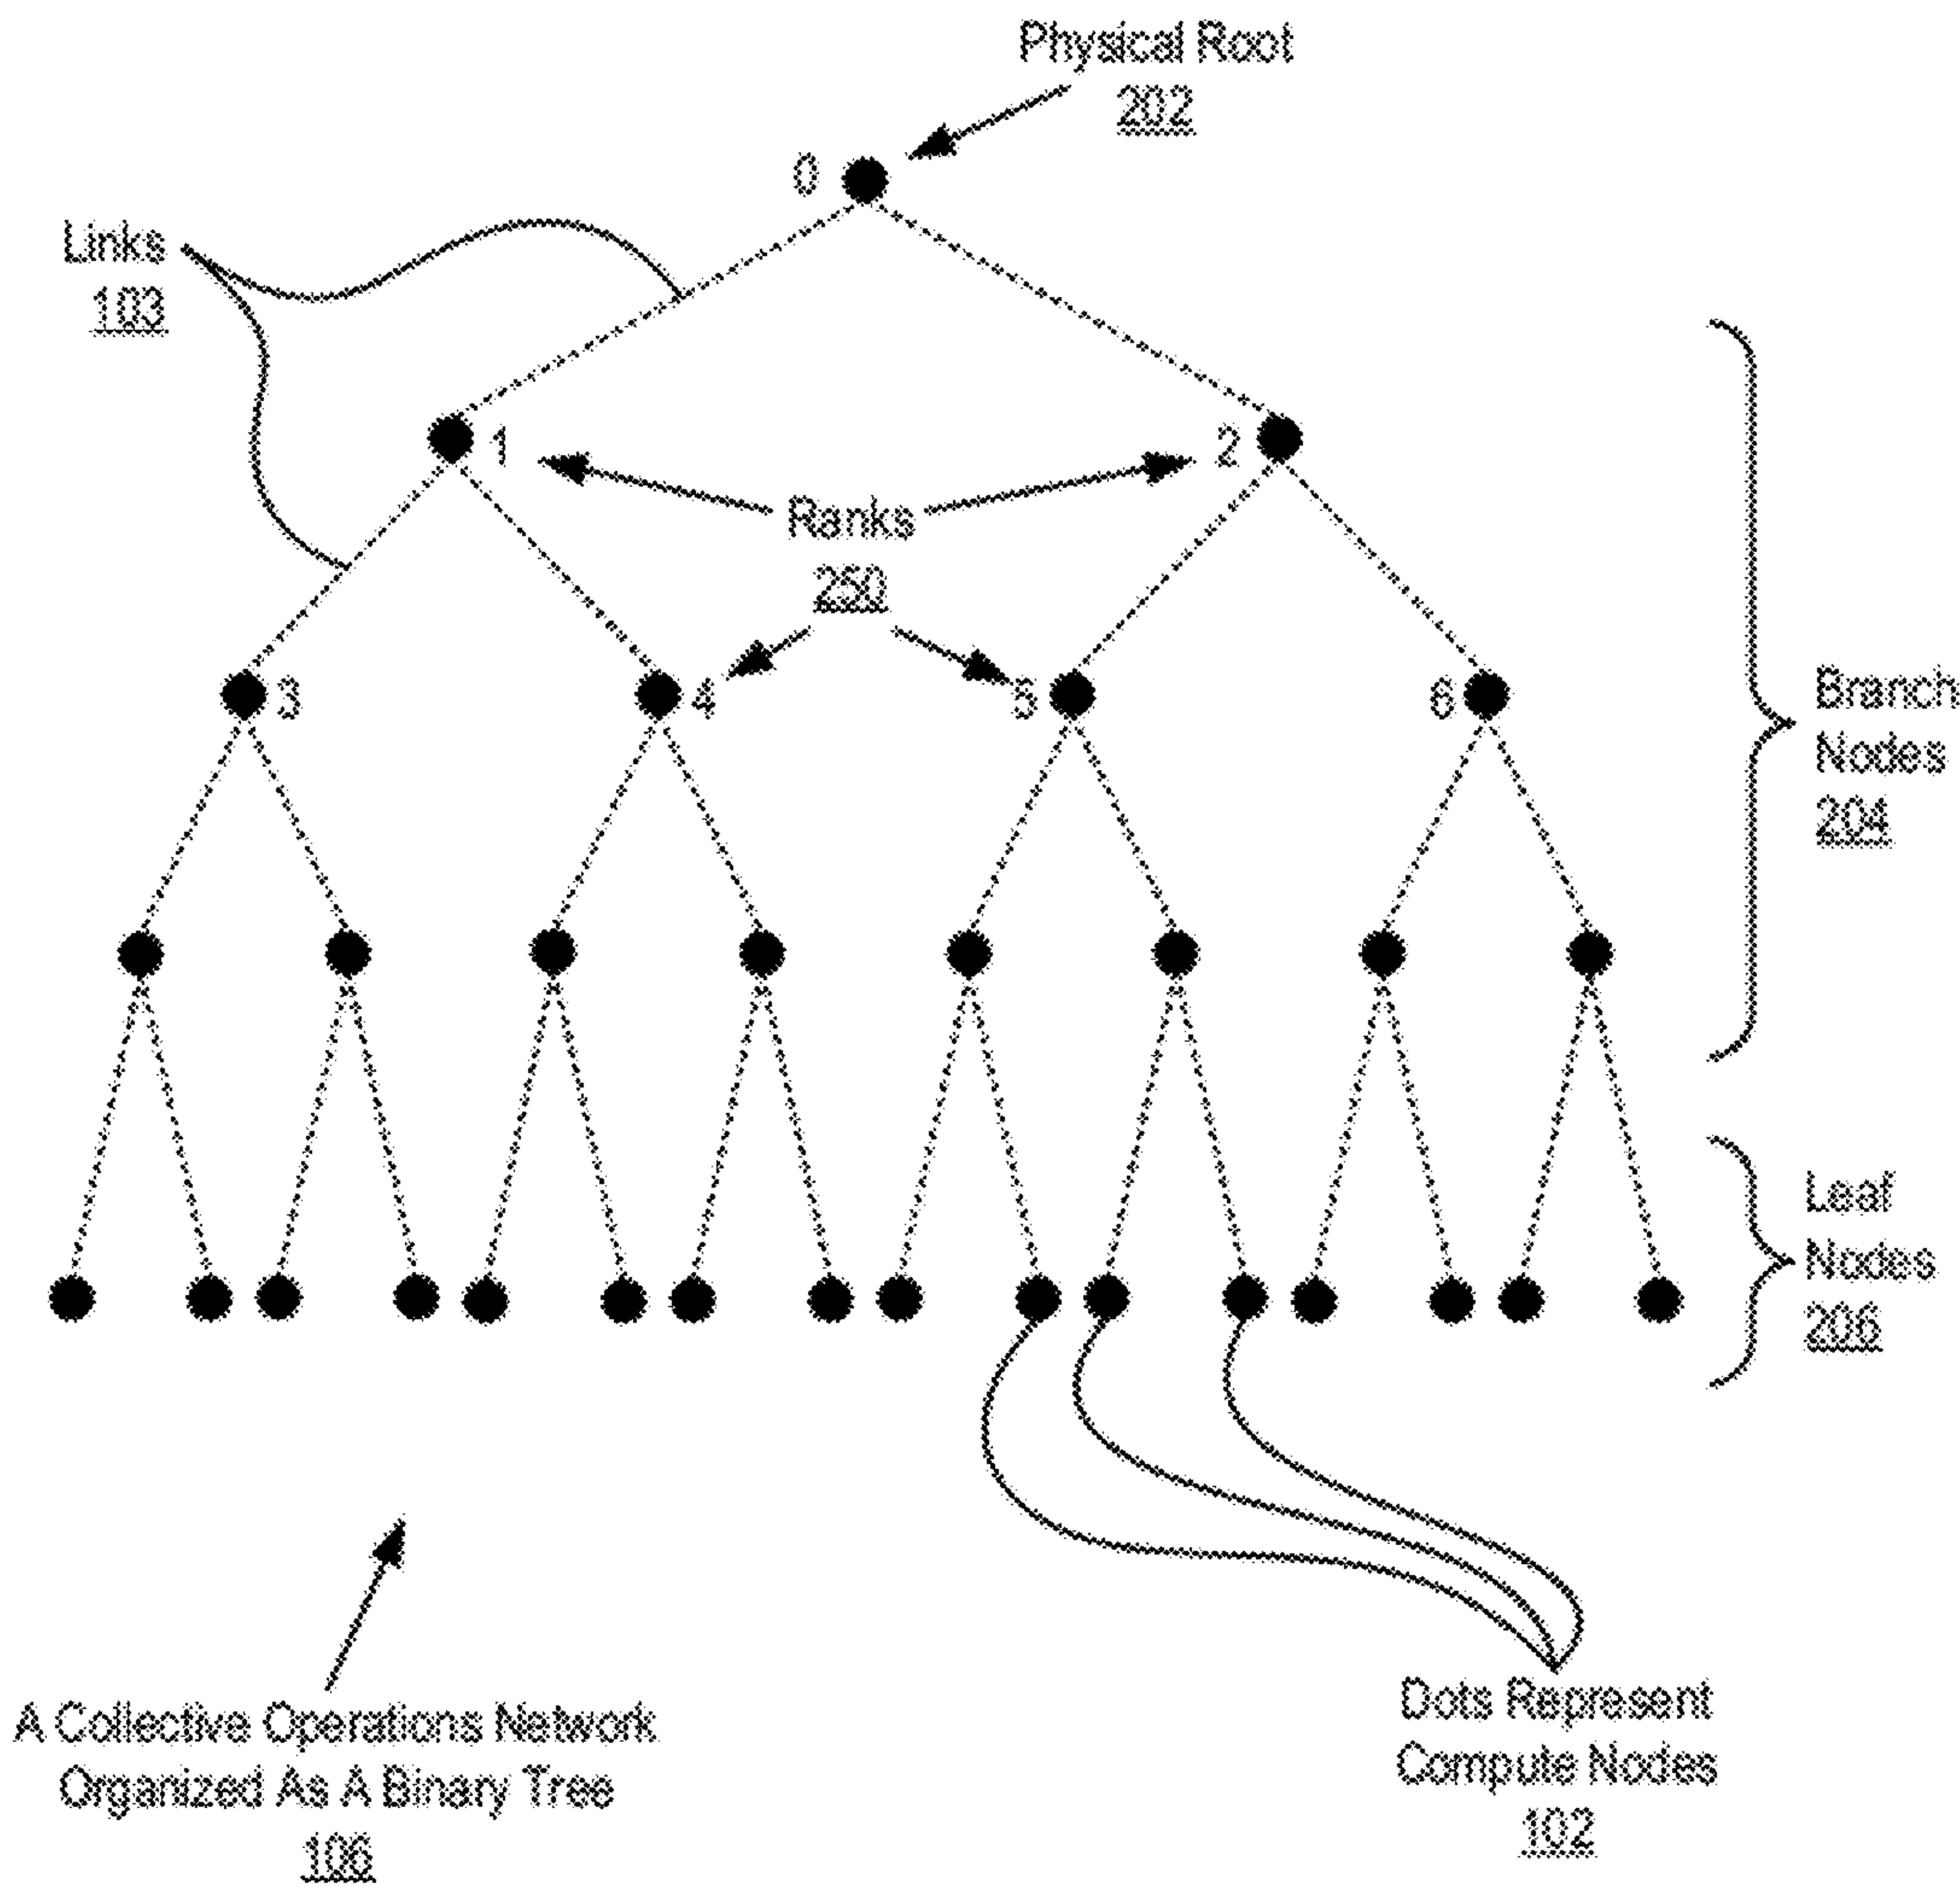 Physical Root
202
0
Links
103
1
2
Ranks
250
3
4
5
6
Branch
Nodes
204
Leaf
Nodes
206
A Collective Operations Network
Organized As A Binary Tree
106
Dots Represent
Compute Nodes
102